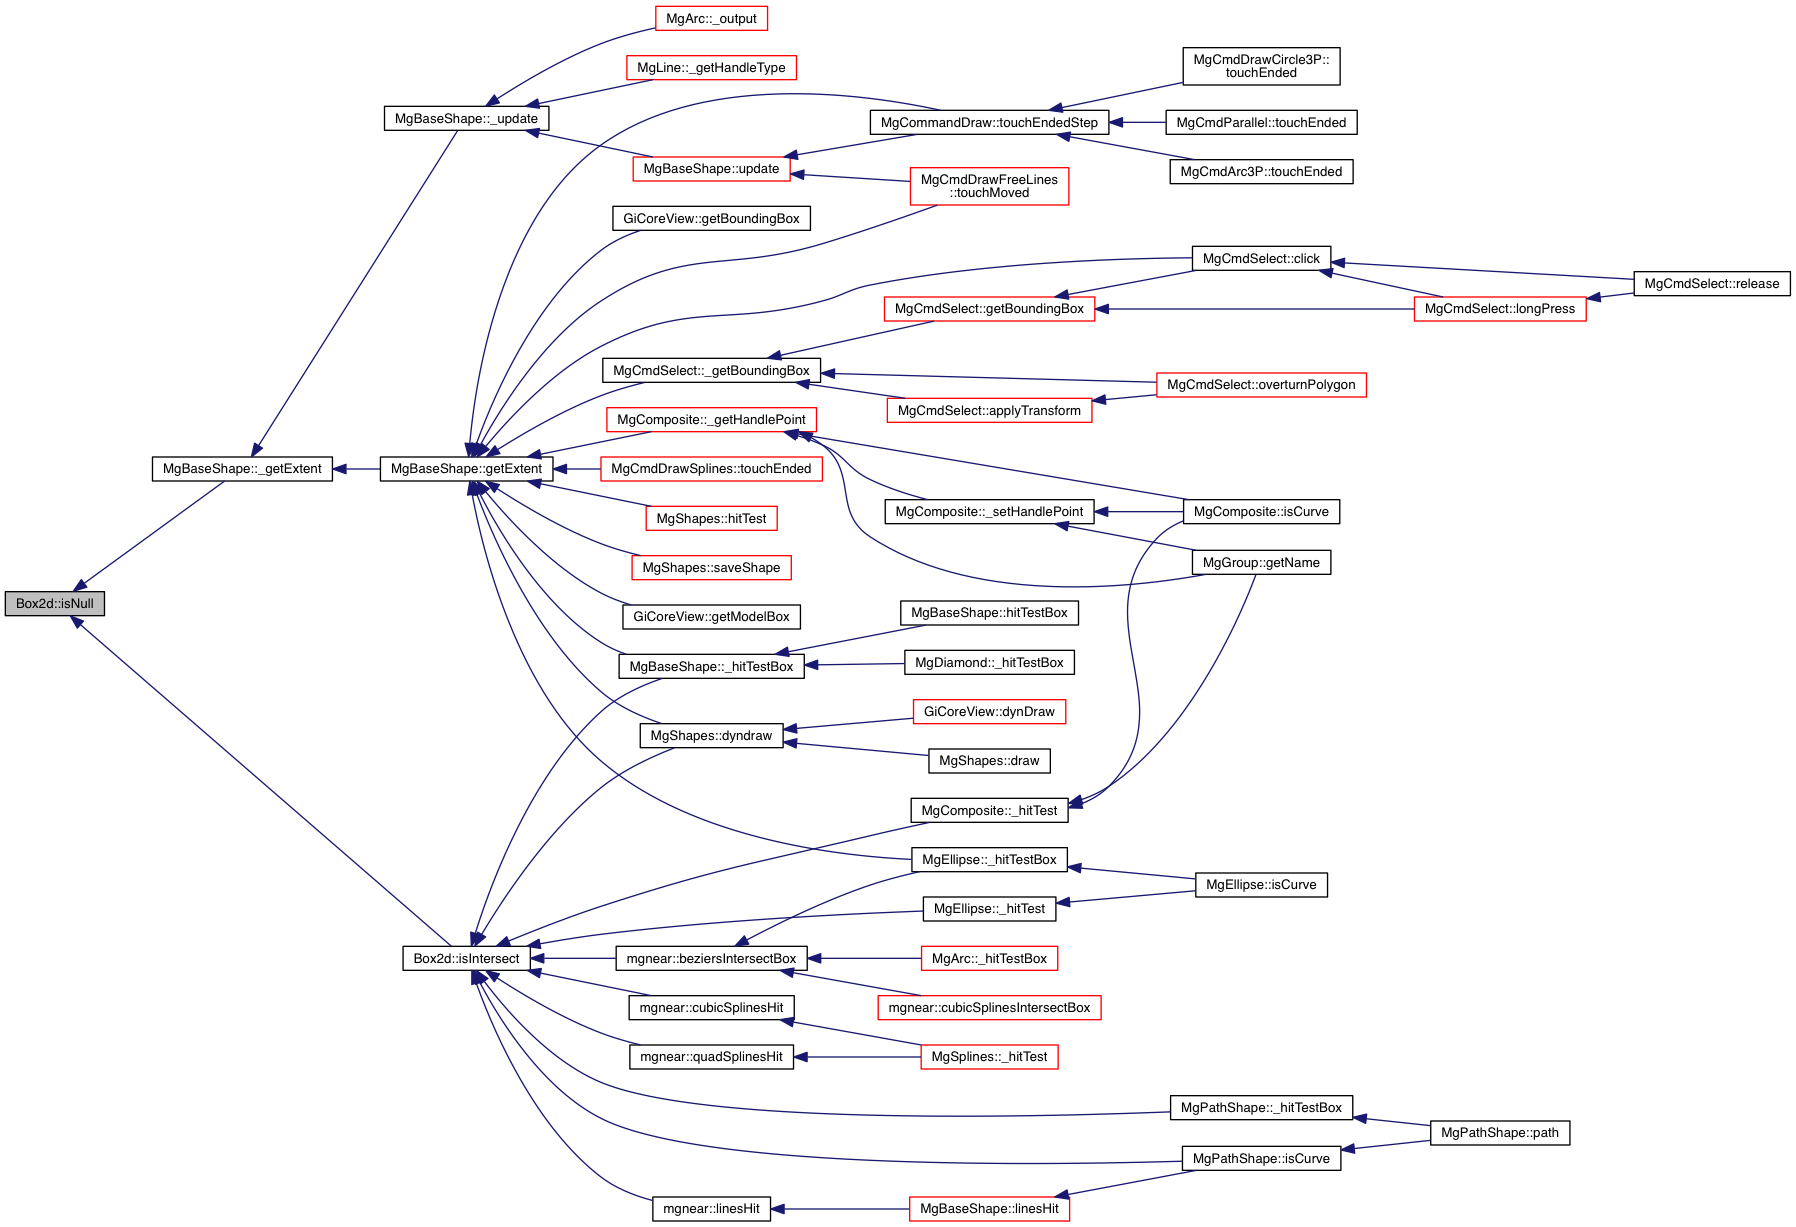 MgArc::_output
MgLine::_getHandleType
MgCmdDrawCircle3P::
touchEnded
MgBaseShape::_update
MgCommandDraw::touchEndedStep
MgCmdParallel::touchEnded
MgBaseShape::update
MgCmdArc3P::touchEnded
MgCmdDrawFreeLines
::touchMoved
GiCoreView::getBoundingBox
MgCmdSelect::click
MgCmdSelect::release
MgCmdSelect::getBoundingBox
MgCmdSelect::longPress
MgCmdSelect::_getBoundingBox
MgCmdSelect::overturnPolygon
MgCmdSelect::applyTransform
MgComposite::_getHandlePoint
MgBaseShape::_getExtent
MgBaseShape::getExtent
MgCmdDrawSplines::touchEnded
MgShapes::hitTest
MgComposite::_setHandlePoint
MgComposite::isCurve
MgShapes::saveShape
MgGroup::getName
Box2d::isNull
GiCoreView::getModelBox
MgBaseShape::hitTestBox
MgBaseShape::_hitTestBox
MgDiamond::_hitTestBox
GiCoreView::dynDraw
MgShapes::dyndraw
MgShapes::draw
MgComposite::_hitTest
MgEllipse::_hitTestBox
MgEllipse::isCurve
MgEllipse::_hitTest
Box2d::isIntersect
mgnear::beziersIntersectBox
MgArc::_hitTestBox
mgnear::cubicSplinesHit
mgnear::cubicSplinesIntersectBox
mgnear::quadSplinesHit
MgSplines::_hitTest
MgPathShape::_hitTestBox
MgPathShape::path
MgPathShape::isCurve
mgnear::linesHit
MgBaseShape::linesHit